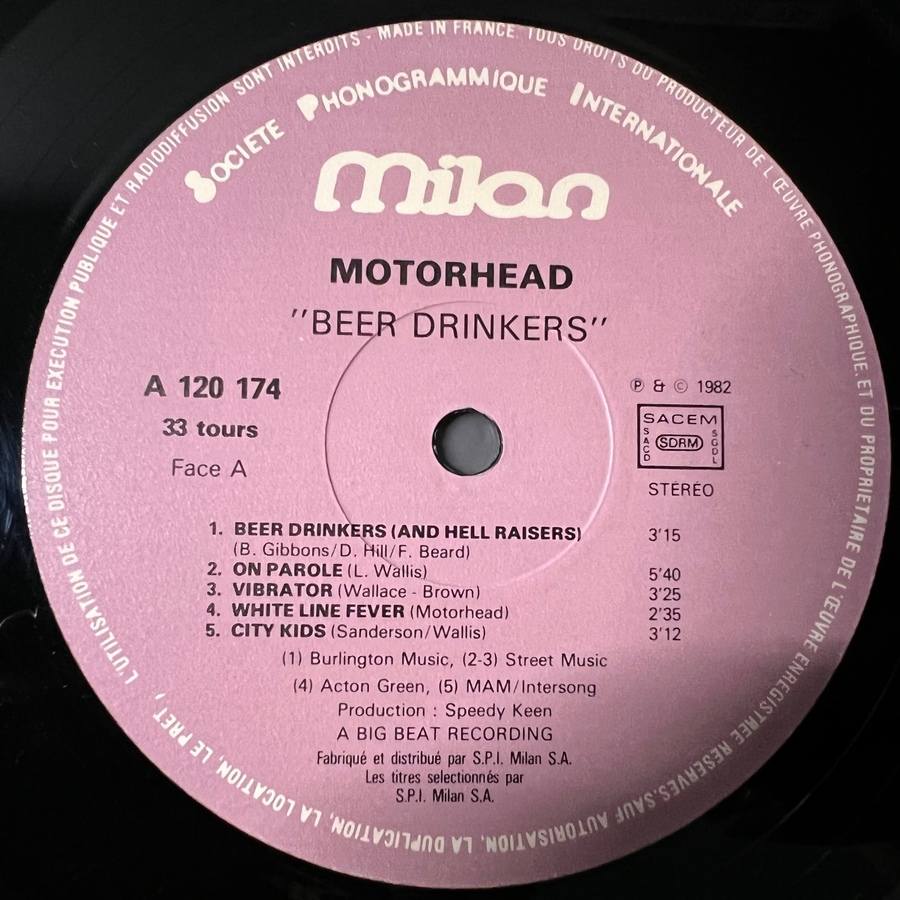 MADE IN FRANCE. TOUS DROITS DU PRODUCTEUR DE L'ŒUVRE PHONOGRAPHIQUE. ET DU PROPRIETAIRE DE L'ŒUVRE ENREGISTREE RESERVES. SAUF AUTORISATION, LA DUPLICATION, LA LOCATION, LE PRET, L'UTILISATION DE CE DISQUE POUR EXECUTION PUBLIQUE ET RADIODIFFUSION SONT INTERDITS -
SOCIETE PHONOGRAMMIQUE INTERNATIONALE
milan
MOTORHEAD
"BEER DRINKERS"
A 120 174
33 tours
Face A
Ⓟ & © 1982
SACEM
SACD SDRM SGDL
STÉRÉO
1. BEER DRINKERS (AND HELL RAISERS) 3'15
(B. Gibbons/D. Hill/F. Beard)
2. ON PAROLE (L. Wallis) 5'40
3. VIBRATOR (Wallace - Brown) 3'25
4. WHITE LINE FEVER (Motorhead) 2'35
5. CITY KIDS (Sanderson/Wallis) 3'12
(1) Burlington Music, (2-3) Street Music
(4) Acton Green, (5) MAM/Intersong
Production : Speedy Keen
A BIG BEAT RECORDING
Fabriqué et distribué par S.P.I. Milan S.A.
Les titres selectionnés par
S.P.I. Milan S.A.